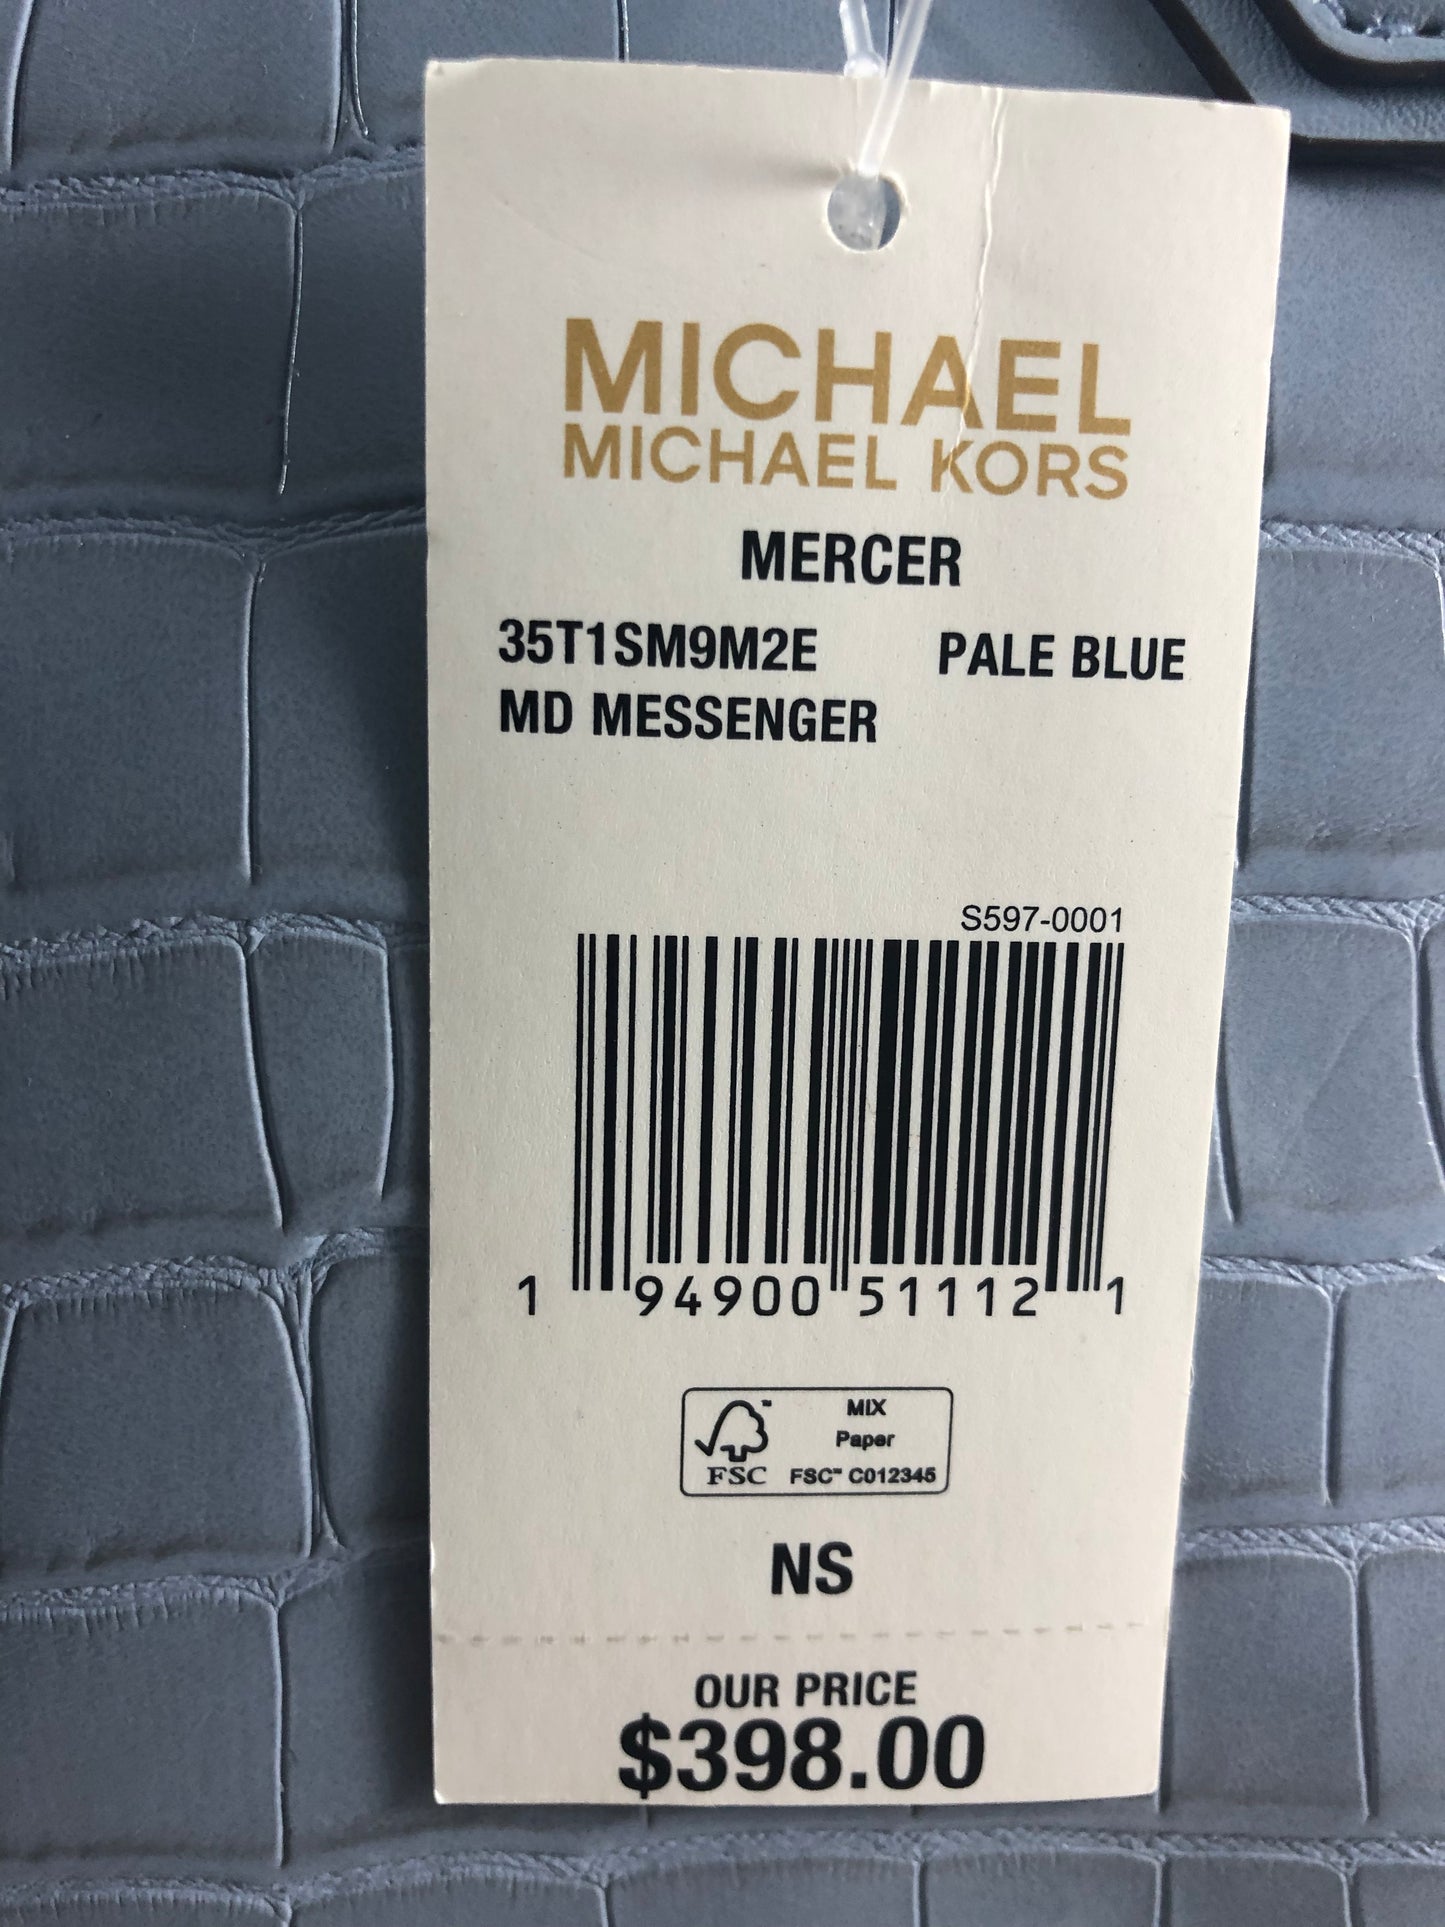 MICHAEL
MICHAEL KORS
MERCER
35T1SM9M2E PALE BLUE
MD MESSENGER
S597-0001
1 94900 51112 1
MIX
Paper
FSC FSC™ C012345
NS
OUR PRICE
$398.00